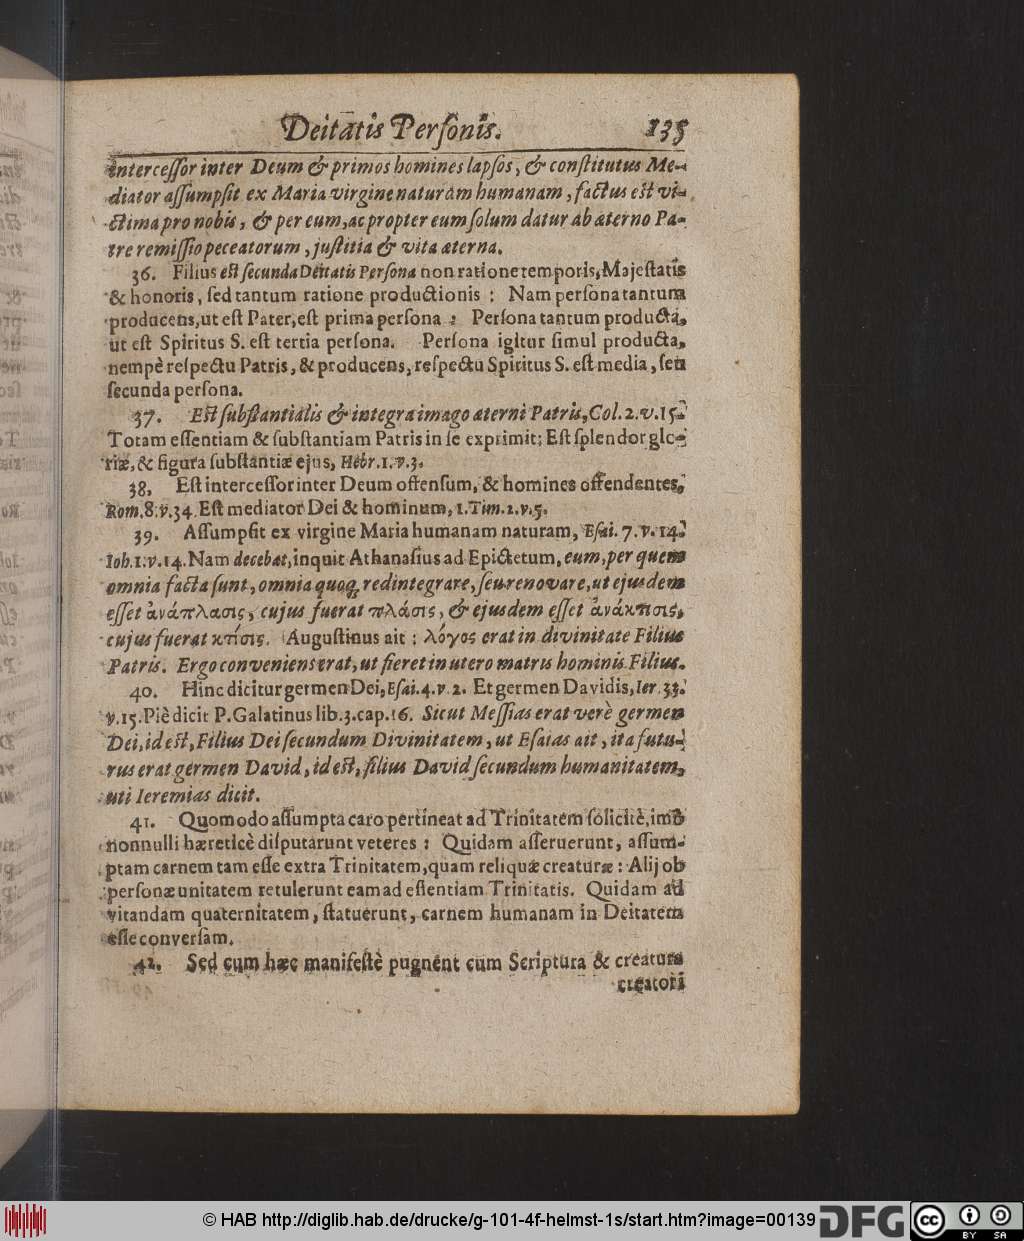 Deitatis Persónis. 135
interceſſor inter Deum & primos homines lapſos, & conſtitutus Me-
diator aſſumpſit ex Maria virgine naturam humanam, factus eſt vi-
ctima pro nobis, & per eum, ac propter eum ſolum datur ab æterno Pa-
tre remiſſio peccatorum, juſtitia & vita æterna.
36. Filius eſt ſecunda Deitatis Perſona non ratione temporis, Majeſtatis
& honoris, ſed tantum ratione productionis : Nam perſona tantum
producens, ut eſt Pater, eſt prima perſona : Perſona tantum producta,
ut eſt Spiritus S. eſt tertia perſona. Perſona igitur ſimul producta,
nempè reſpectu Patris, & producens, reſpectu Spiritus S. eſt media, ſeu
ſecunda perſona.
37. Eſt ſubſtantialis & integra imago æterni Patris, Col. 2. v. 15.
Totam eſſentiam & ſubſtantiam Patris in ſe exprimit; Eſt ſplendor glo-
riæ, & figura ſubſtantiæ ejus, Hebr. 1. v. 3.
38. Eſt interceſſor inter Deum offenſum, & homines offendentes,
Rom. 8. v. 34. Eſt mediator Dei & hominum, 1. Tim. 2. v. 5.
39. Aſſumpſit ex virgine Maria humanam naturam, Eſai. 7. v. 14.
Ioh. 1. v. 14. Nam decebat, inquit Athanaſius ad Epictetum, eum, per quem
omnia facta ſunt, omnia quoq; redintegrare, ſeu renovare, ut ejusdem
eſſet ἀνάπλασις, cujus fuerat πλάσις, & ejusdem eſſet ἀνάκτισις,
cujus fuerat κτίσις. Auguſtinus ait : λόγος erat in divinitate Filius
Patris. Ergo conveniens erat, ut fieret in utero matris hominis Filius.
40. Hinc dicitur germen Dei, Eſai. 4. v. 2. Et germen Davidis, Ier. 33.
v. 15. Piè dicit P. Galatinus lib. 3. cap. 16. Sicut Meſſias erat verè germen
Dei, id eſt, Filius Dei ſecundum Divinitatem, ut Eſaias ait, ita futu-
rus erat germen David, id eſt, filius David ſecundum humanitatem,
uti Ieremias dicit.
41. Quomodo aſſumpta caro pertineat ad Trinitatem ſólicitè, imò
nonnulli hæreticè diſputârunt veteres : Quidam aſſeruerunt, aſſum-
ptam carnem tam eſſe extra Trinitatem, quam reliquæ creaturæ : Alij ob
perſonæ unitatem retulerunt eam ad eſſentiam Trinitatis. Quidam ad
vitandam quaternitatem, ſtatuerunt, carnem humanam in Deitatem
eſſe converſam.
42. Sed cum hæc manifeſtè pugnent cum Scriptura & creatura
creatori
© HAB http://diglib.hab.de/drucke/g-101-4f-helmst-1s/start.htm?image=00139 DFG cc BY SA